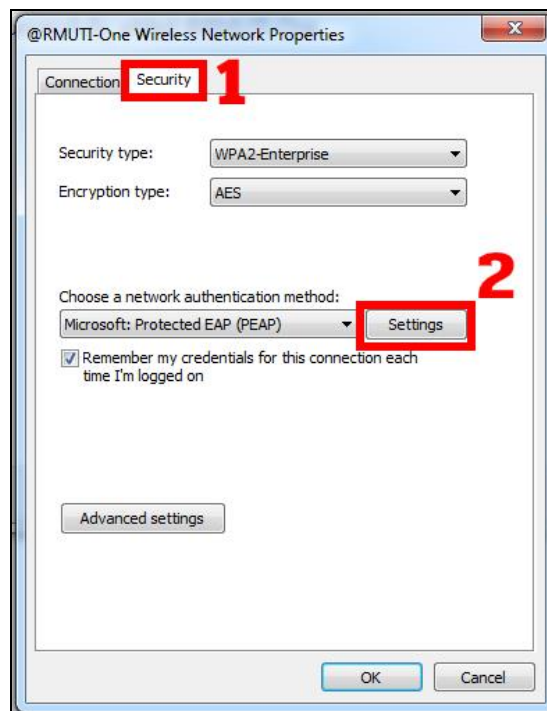 @RMUTI-One Wireless Network Properties
Connection Security 1
Security type: WPA2-Enterprise
Encryption type: AES
2
Choose a network authentication method:
Microsoft: Protected EAP (PEAP) Settings
Remember my credentials for this connection each
time I'm logged on
Advanced settings
OK Cancel